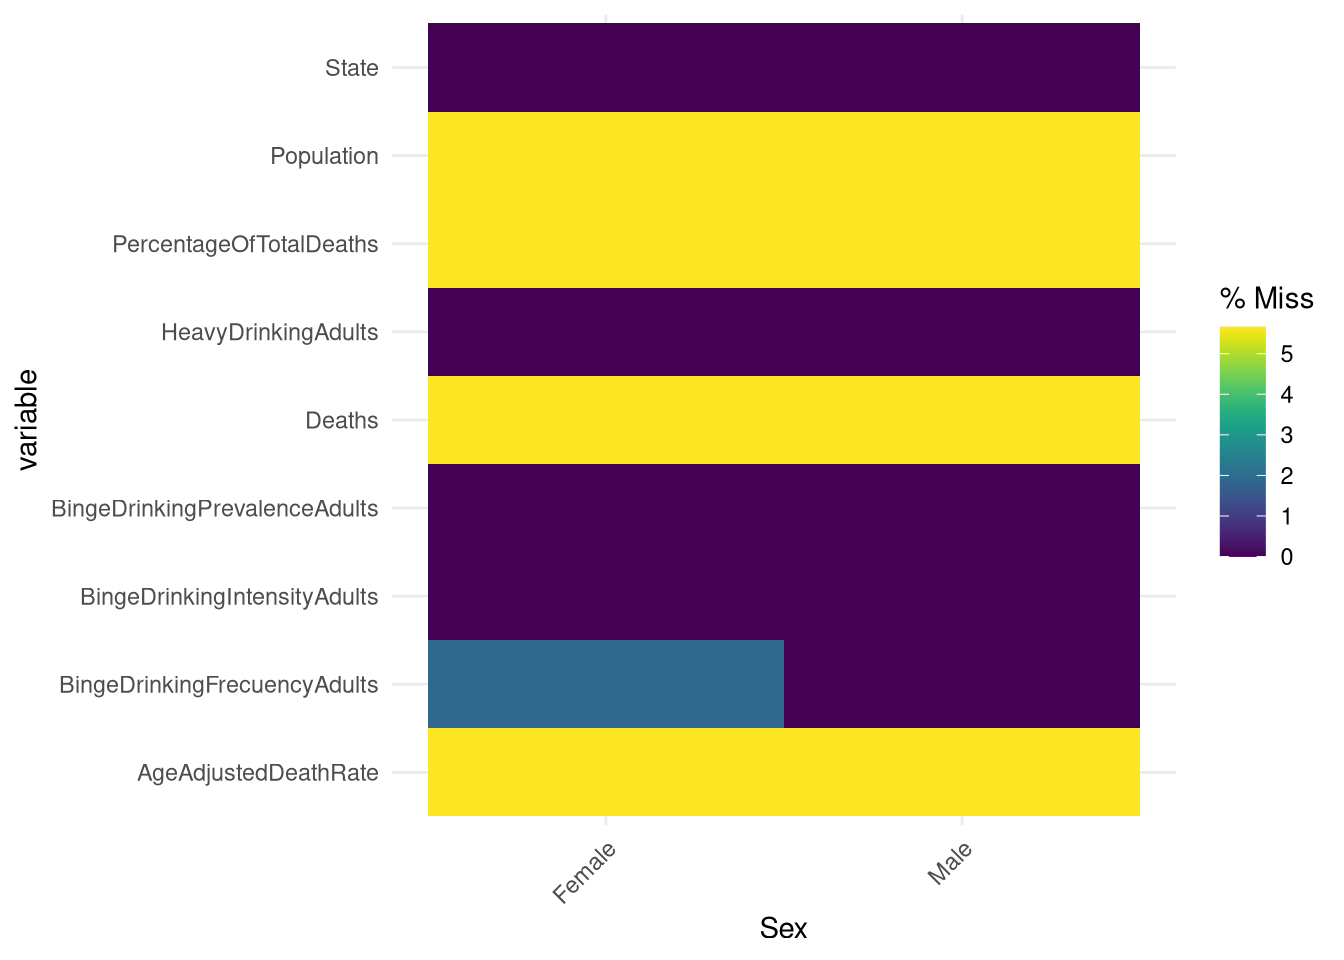 State
Population
PercentageOfTotalDeaths
HeavyDrinkingAdults
Deaths
BingeDrinkingPrevalenceAdults
BingeDrinkingIntensityAdults
BingeDrinkingFrecuencyAdults
AgeAdjustedDeathRate
variable
Female
Male
Sex
% Miss
5
4
3
2
1
0